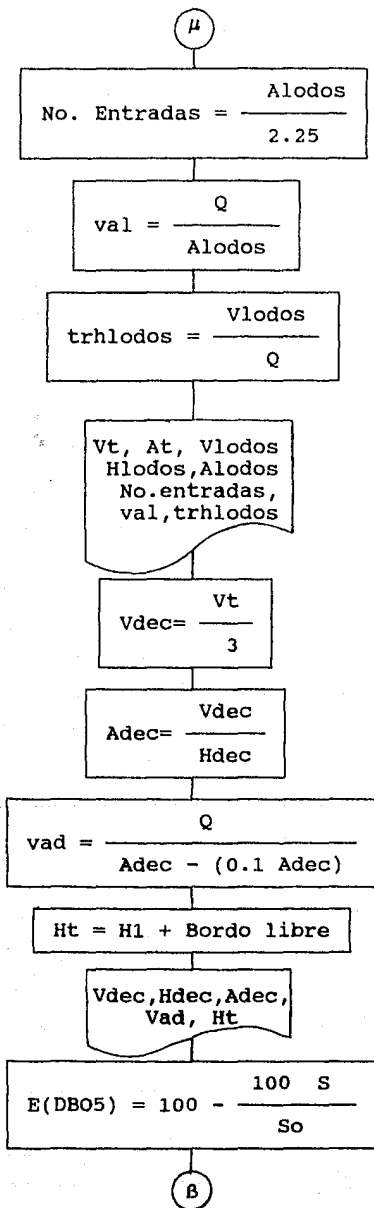 μ
Alodos
No. Entradas =
2.25
Q
val =
Alodos
Vlodos
trhlodos =
Q
Vt, At, Vlodos
Hlodos,Alodos
No.entradas,
val,trhlodos
Vt
Vdec=
3
Vdec
Adec=
Hdec
Q
vad =
Adec - (0.1 Adec)
Ht = H1 + Bordo libre
Vdec,Hdec,Adec,
Vad, Ht
100 S
E(DBO5) = 100 -
So
ß